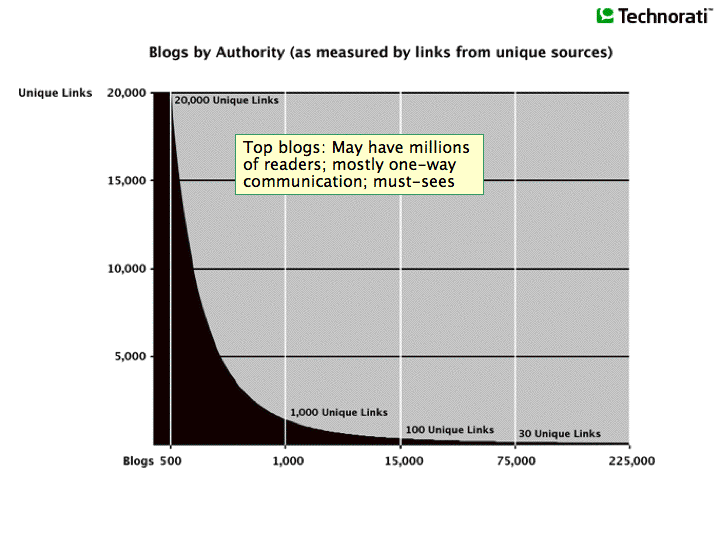 Technorati™
Blogs by Authority (as measured by links from unique sources)
Unique Links
20,000
20,000 Unique Links
Top blogs: May have millions
of readers; mostly one-way
communication; must-sees
15,000
10,000
5,000
1,000 Unique Links
100 Unique Links
30 Unique Links
Blogs 500
1,000
15,000
75,000
225,000